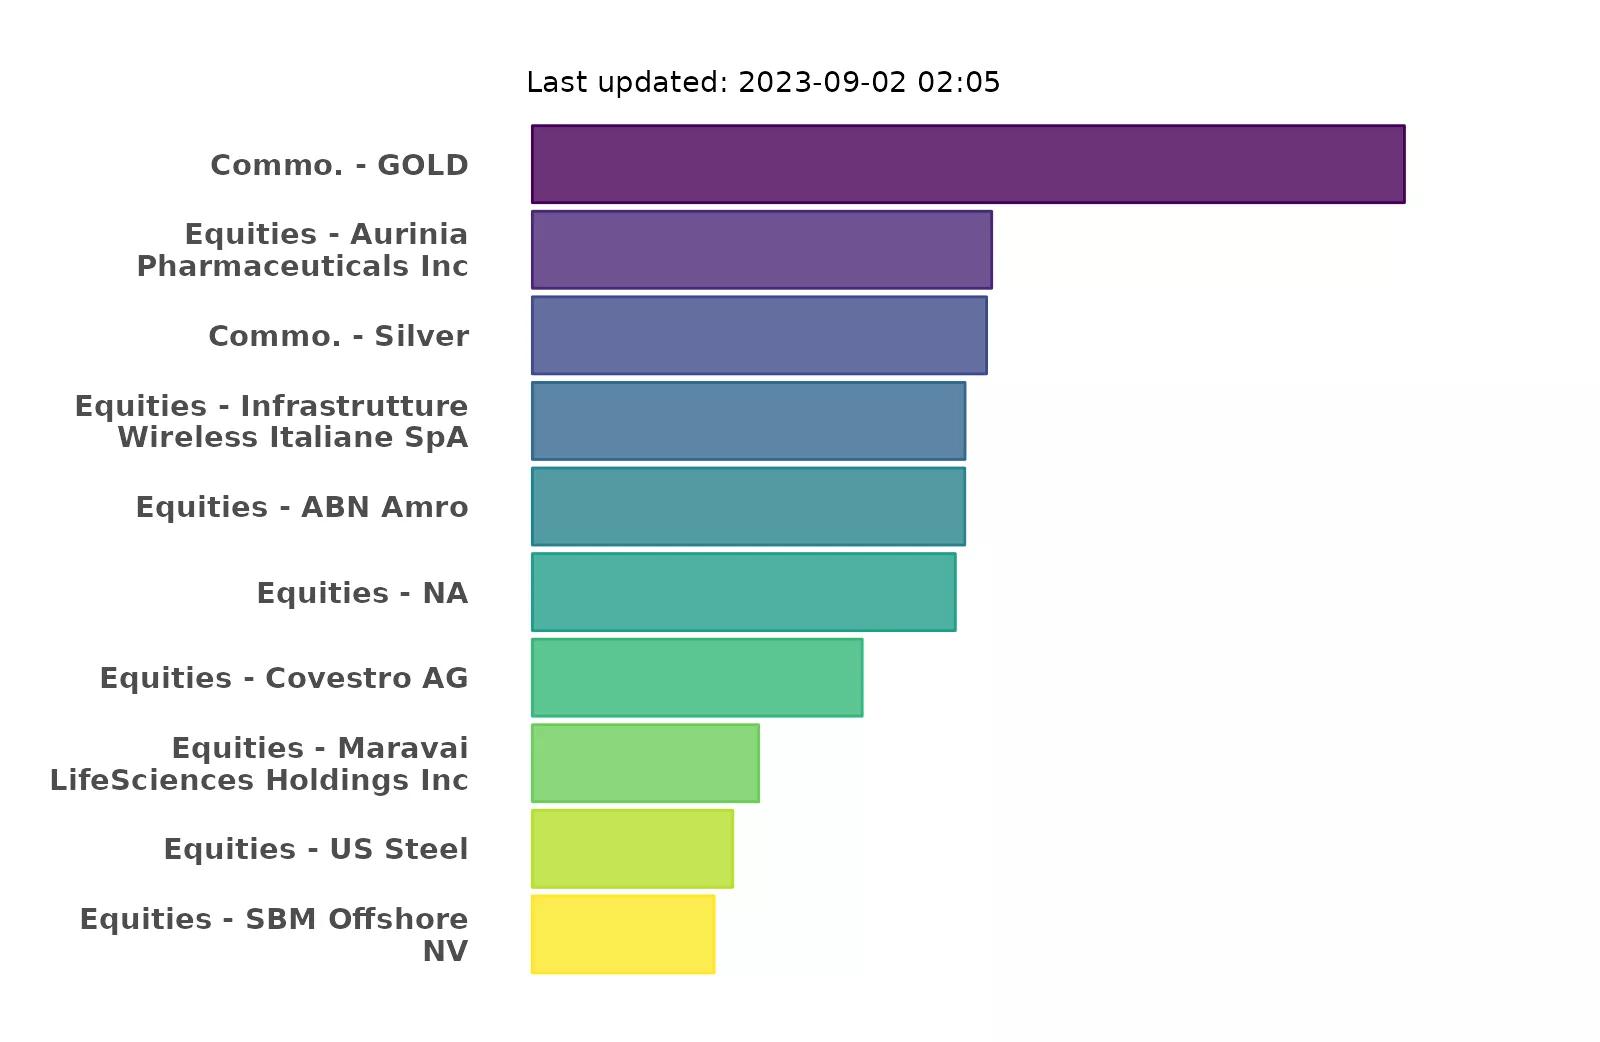 Last updated: 2023-09-02 02:05
Commo. - GOLD
Equities - Aurinia
Pharmaceuticals Inc
Commo. - Silver
Equities - Infrastrutture
Wireless Italiane SpA
Equities - ABN Amro
Equities - NA
Equities - Covestro AG
Equities - Maravai
LifeSciences Holdings Inc
Equities - US Steel
Equities - SBM Offshore
NV